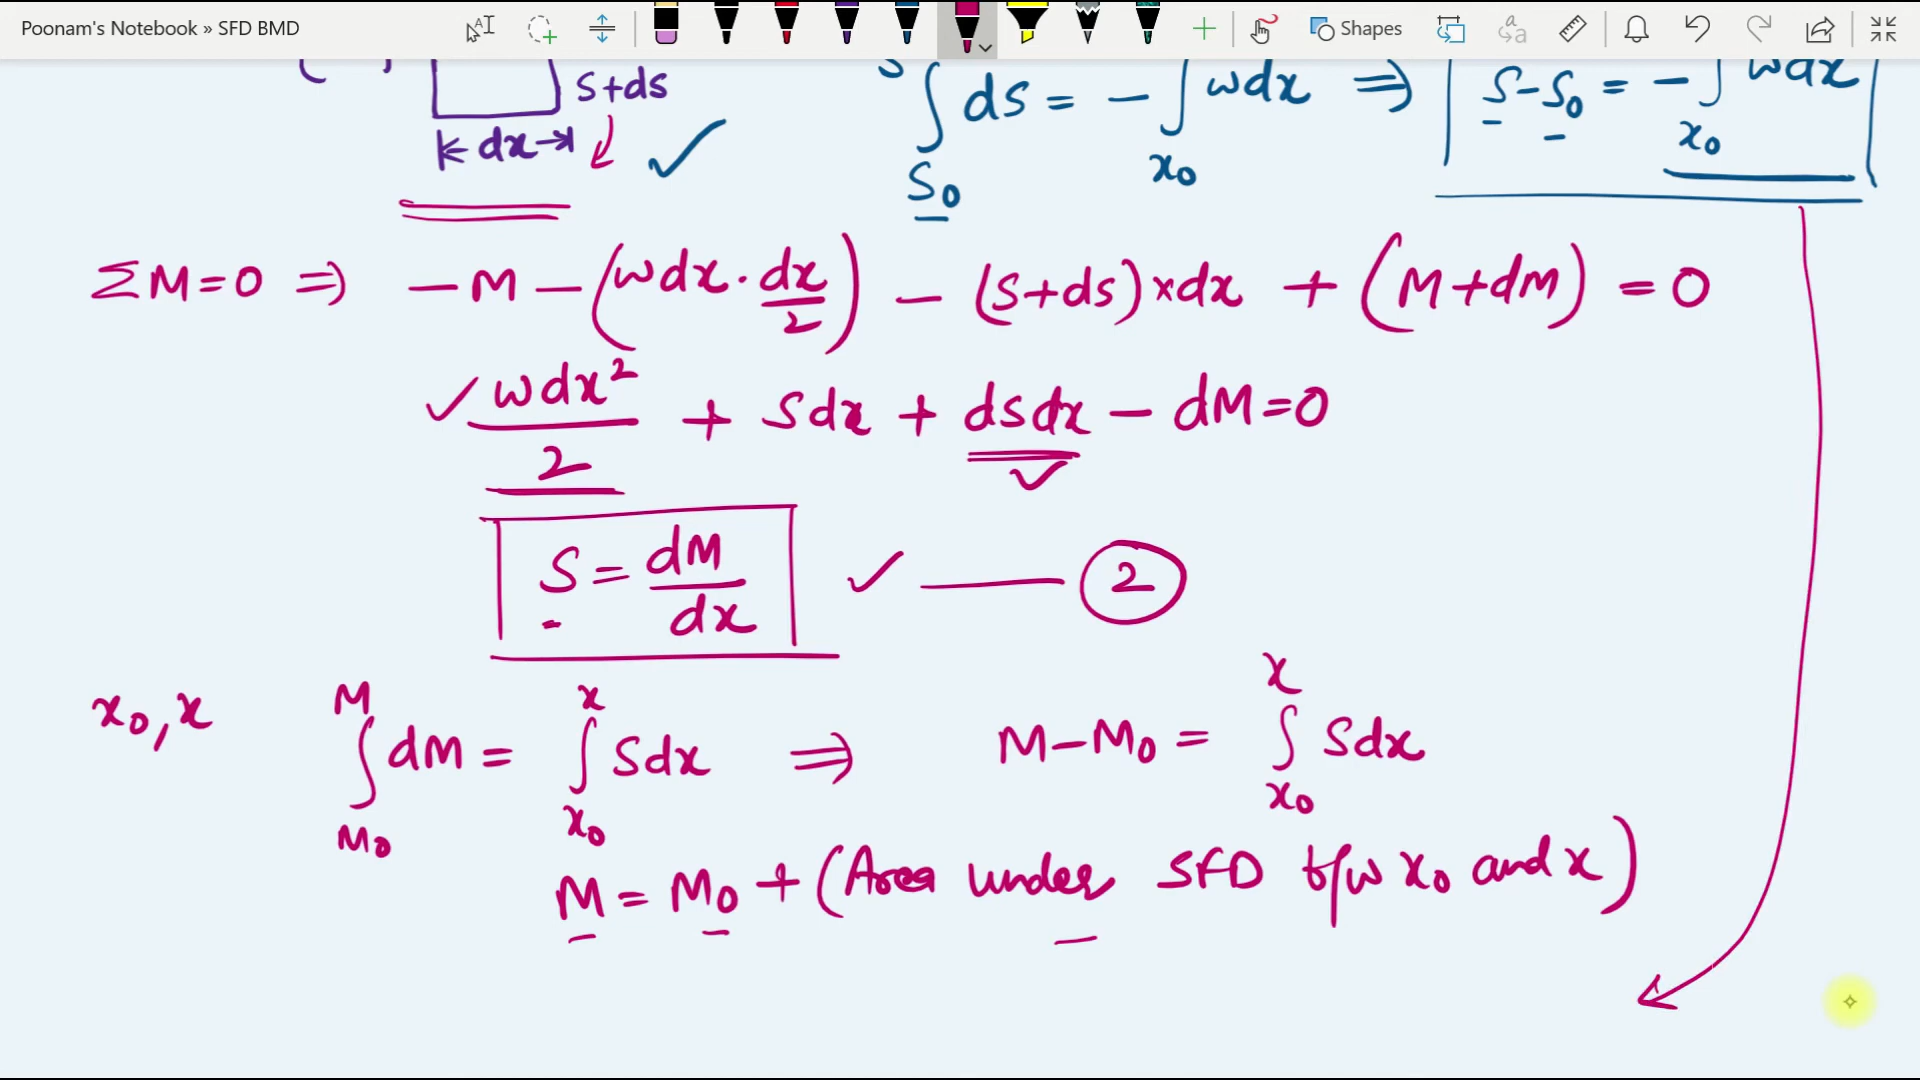 Poonam's Notebook » SFD BMD
Shapes
S+ds
dx
S ∫ ds = - ∫ wdx ⇒ S-S₀ = - ∫ wdx
S₀ x₀ x₀
ΣM=0 ⇒ -M-(wdx·dx/2) - (S+ds)×dx + (M+dM) = 0
✓ wdx²/2 + Sdx + dsdx - dM=0
S = dM/dx ✓ —— ②
x₀,x ∫ dM = ∫ Sdx ⇒ M-M₀ = ∫ Sdx
M x x
M₀ x₀ x₀
M = M₀ + (Area under SFD b/w x₀ and x)